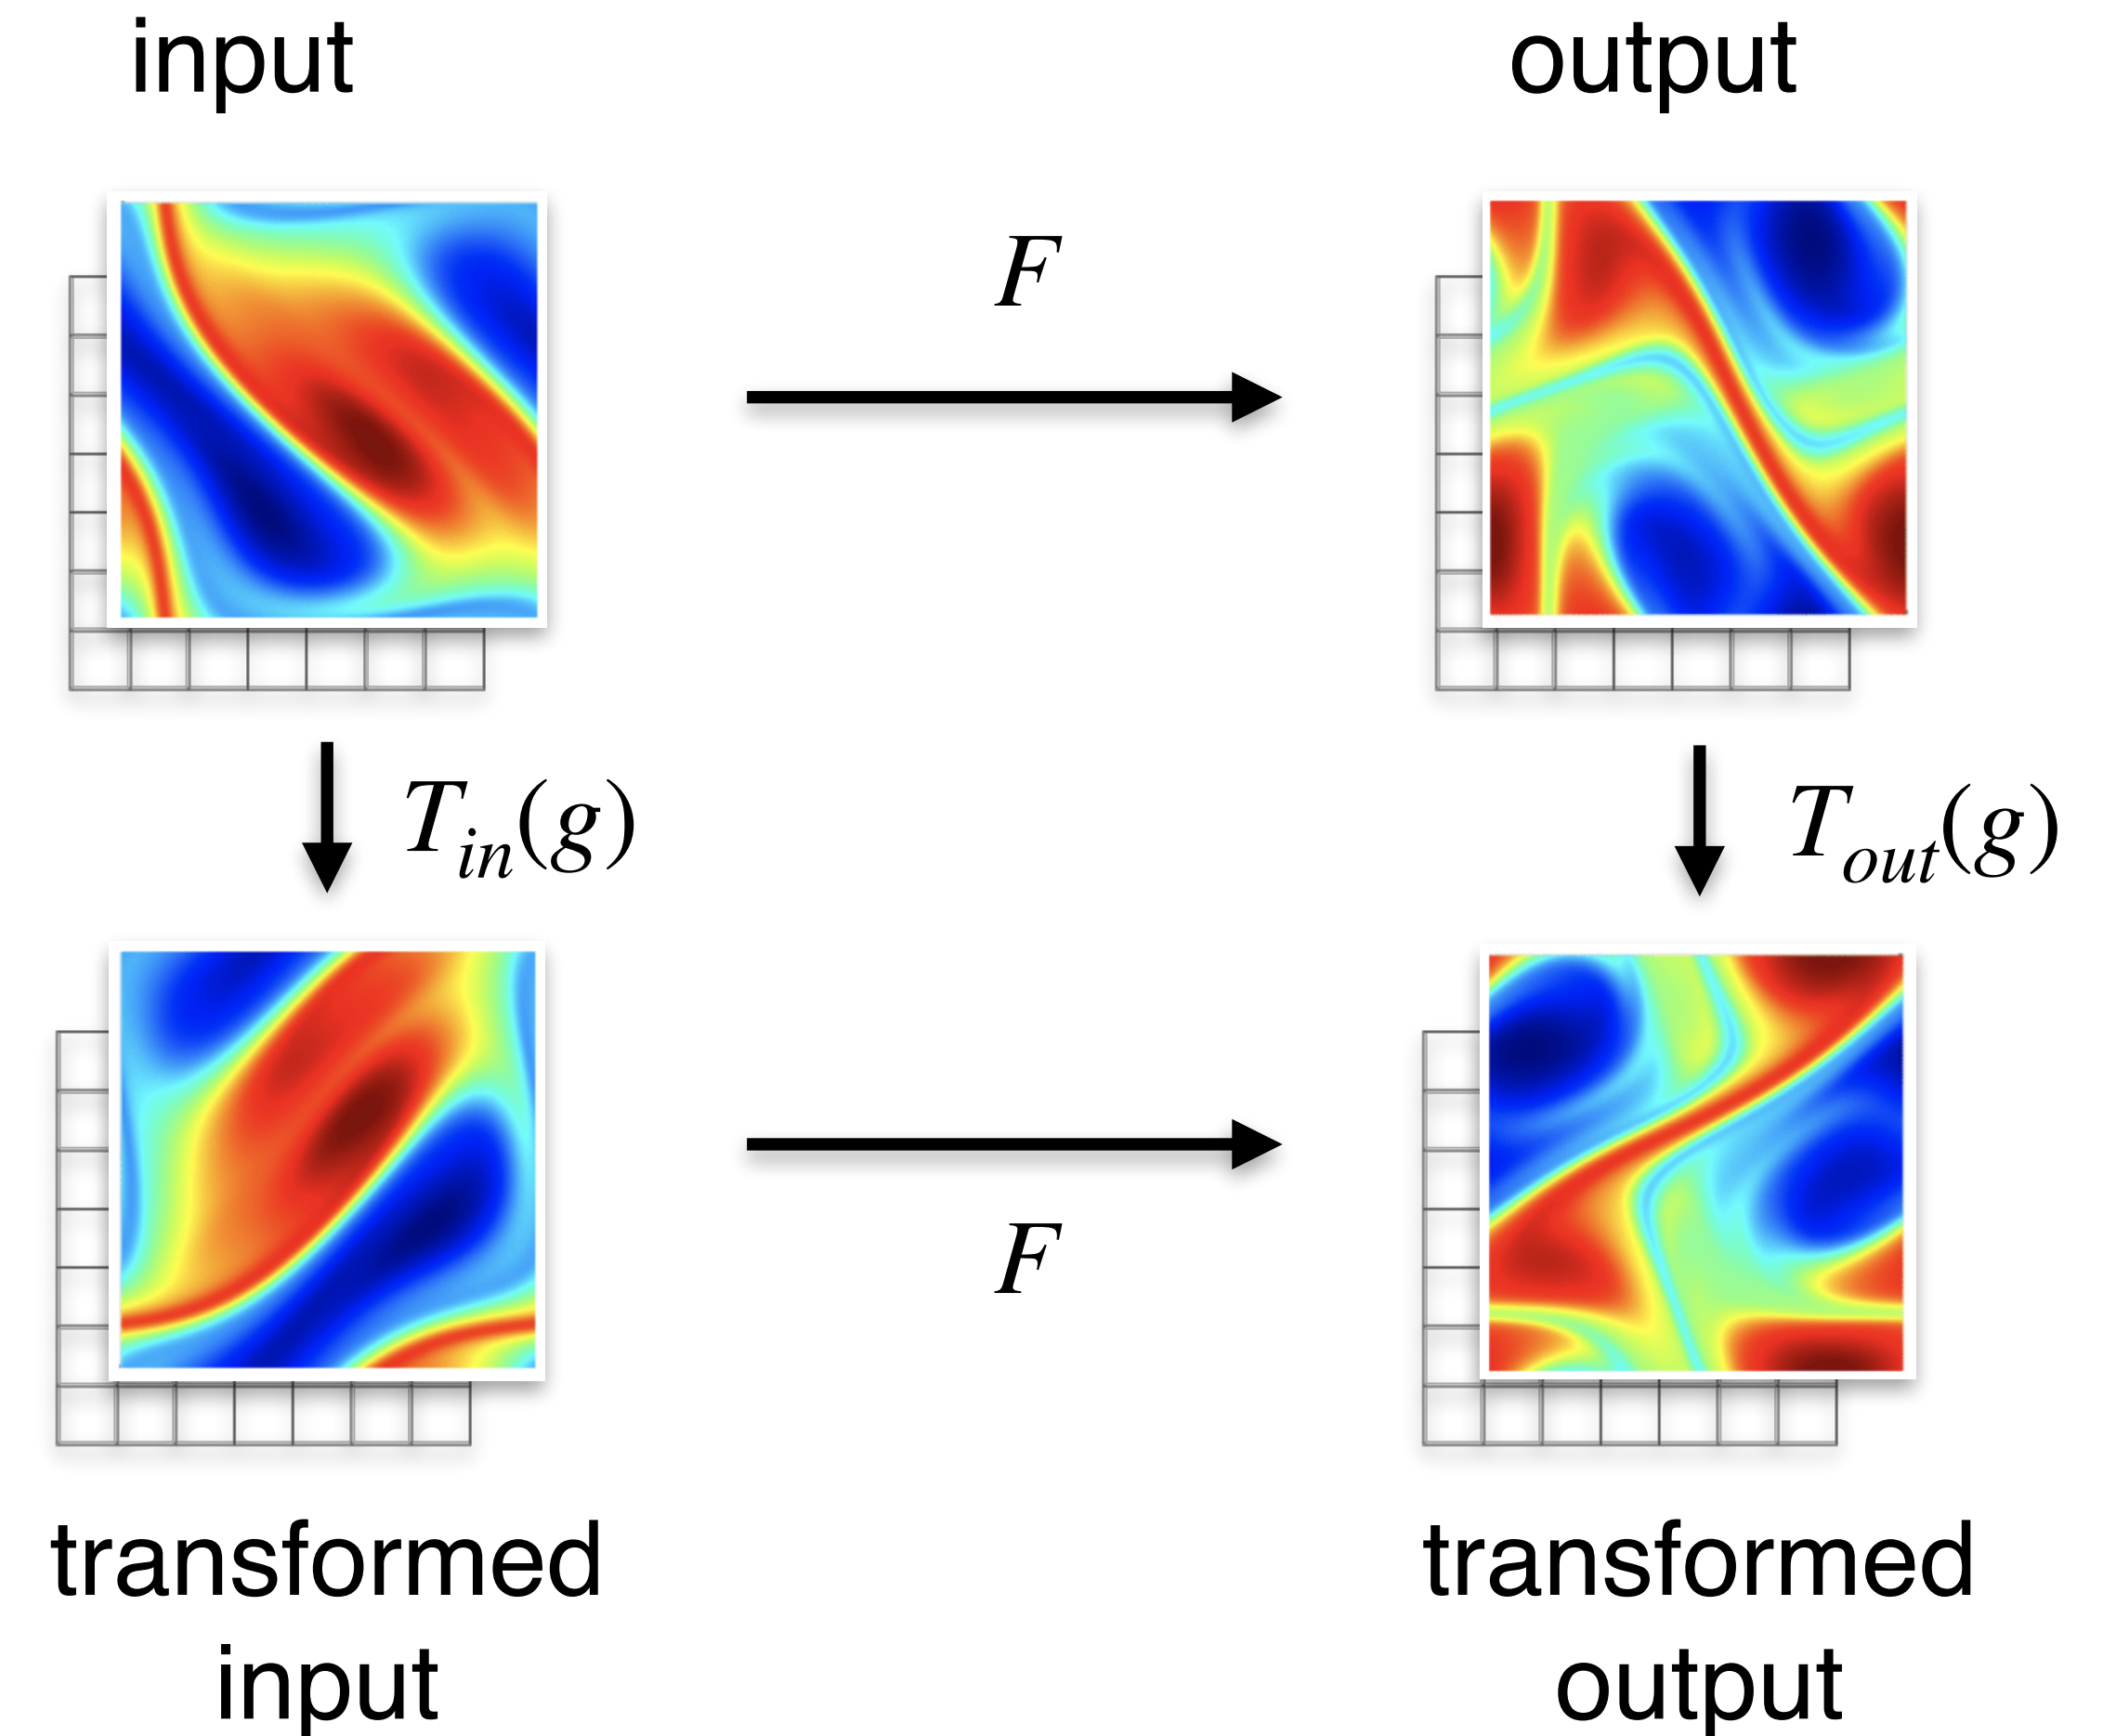 input
output
F
T_in(g)
T_out(g)
F
transformed
input
transformed
output